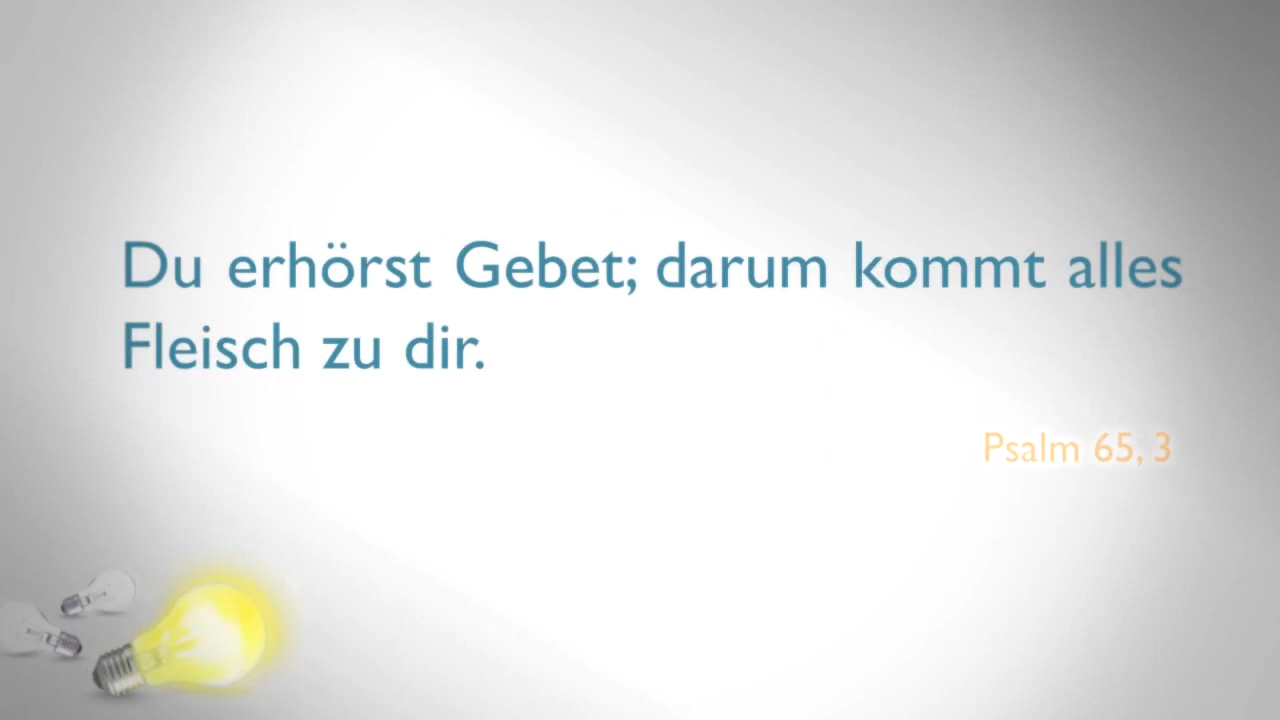 Du erhörst Gebet; darum kommt alles
Fleisch zu dir.
Psalm 65, 3